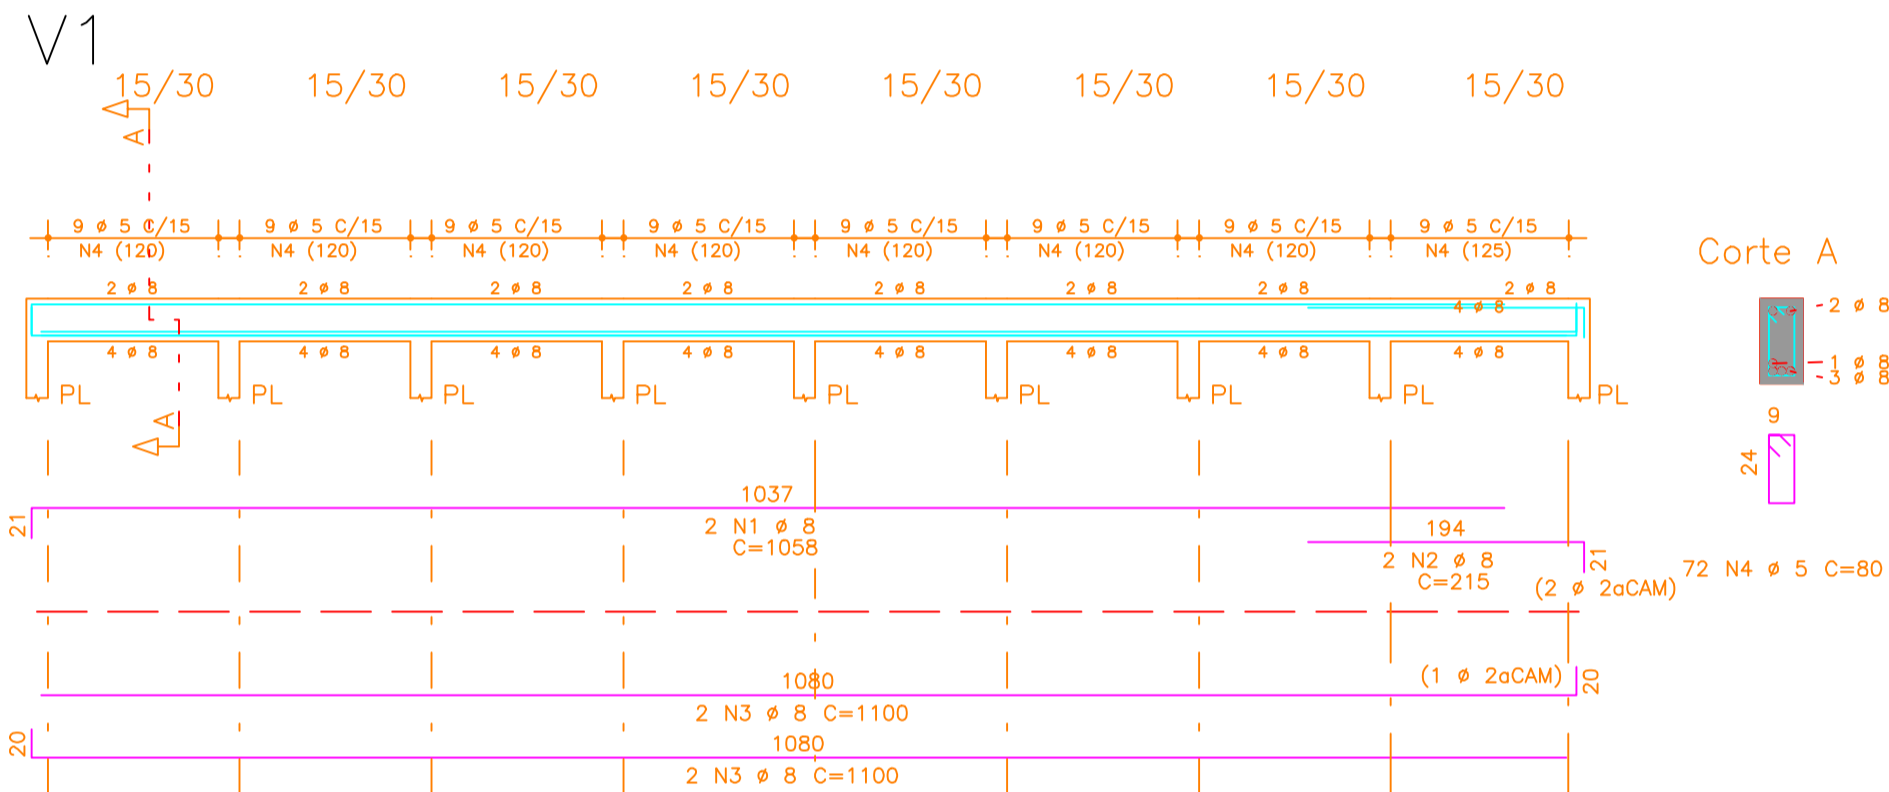 V1
15/30 15/30 15/30 15/30 15/30 15/30 15/30 15/30
A
9 ø 5 C/15 9 ø 5 C/15 9 ø 5 C/15 9 ø 5 C/15 9 ø 5 C/15 9 ø 5 C/15 9 ø 5 C/15 9 ø 5 C/15
N4 (120) N4 (120) N4 (120) N4 (120) N4 (120) N4 (120) N4 (120) N4 (125)
Corte A
2 ø 8 2 ø 8 2 ø 8 2 ø 8 2 ø 8 2 ø 8 2 ø 8 2 ø 8
4 ø 8
2 ø 8
4 ø 8 4 ø 8 4 ø 8 4 ø 8 4 ø 8 4 ø 8 4 ø 8 4 ø 8
1 ø 8
3 ø 8
PL PL PL PL PL PL PL PL PL
A
9
24
1037
21
2 N1 ø 8
C=1058
194
2 N2 ø 8
C=215
21
(2 ø 2aCAM)
72 N4 ø 5 C=80
1080
(1 ø 2aCAM)
20
2 N3 ø 8 C=1100
20
1080
2 N3 ø 8 C=1100